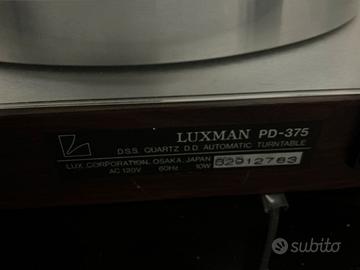 LUXMAN PD-375
D.S.S. QUARTZ D.D. AUTOMATIC TURNTABLE
LUX CORPORATION, OSAKA, JAPAN
AC 120V 60Hz 10W
subito